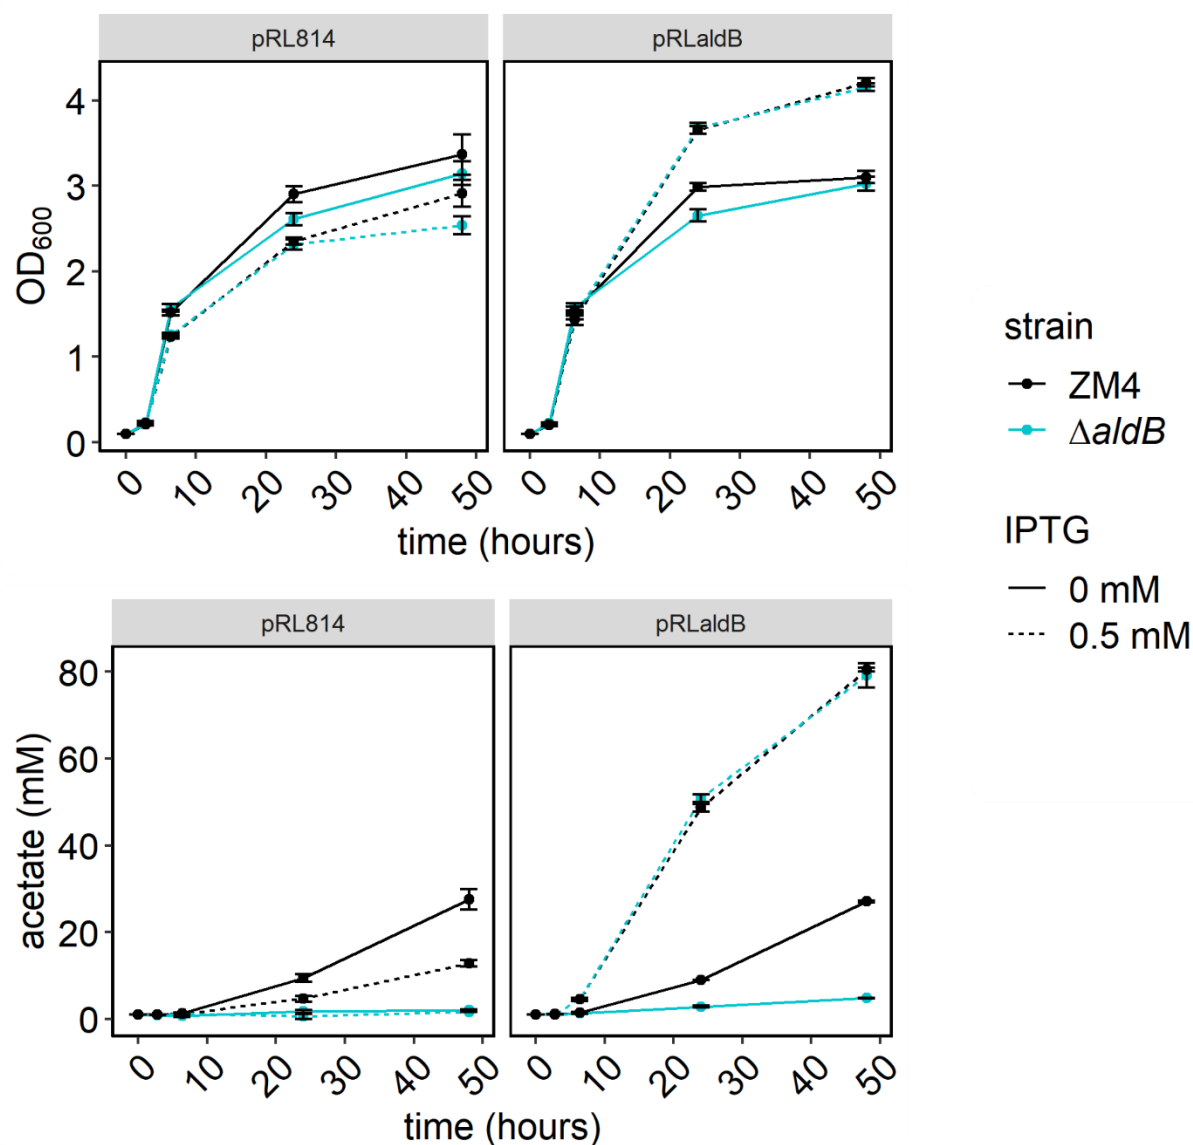 pRL814
pRLaldB
OD600
4
3
2
1
0
0 10 20 30 40 50
0 10 20 30 40 50
time (hours)
strain
ZM4
ΔaldB
IPTG
0 mM
0.5 mM
pRL814
pRLaldB
acetate (mM)
80
60
40
20
0
0 10 20 30 40 50
0 10 20 30 40 50
time (hours)